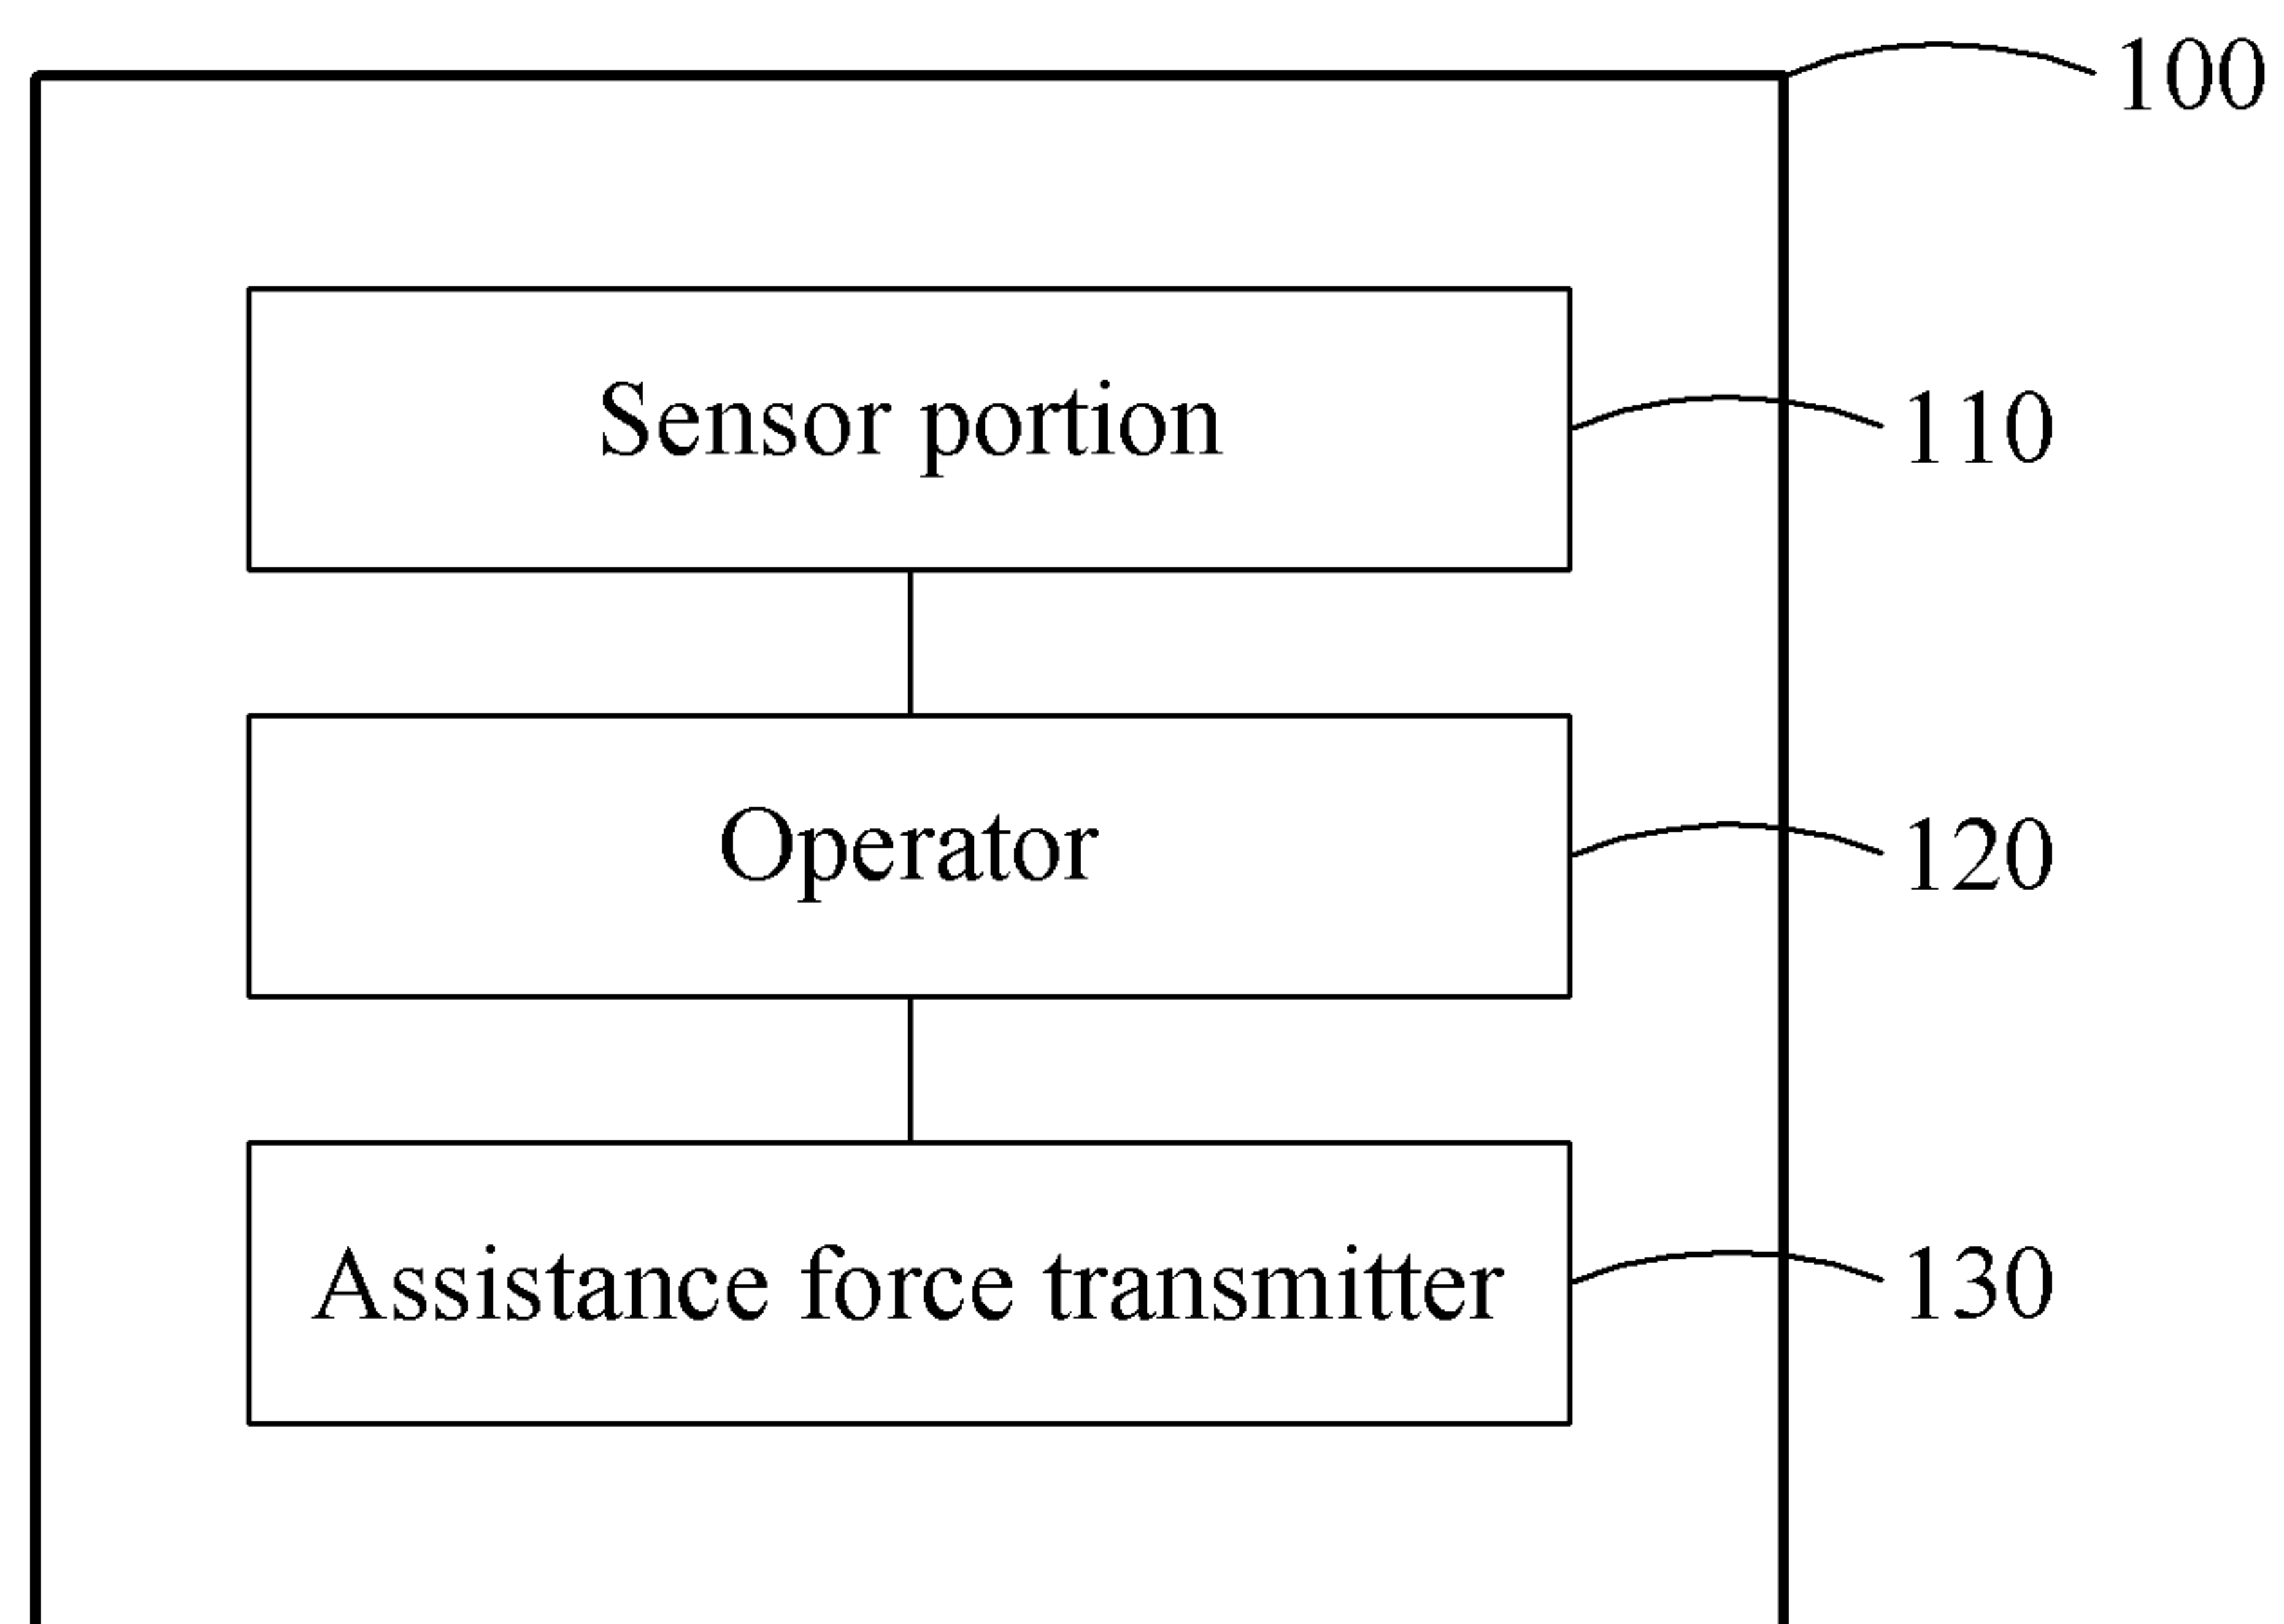 100
Sensor portion
110
Operator
120
Assistance force transmitter
130